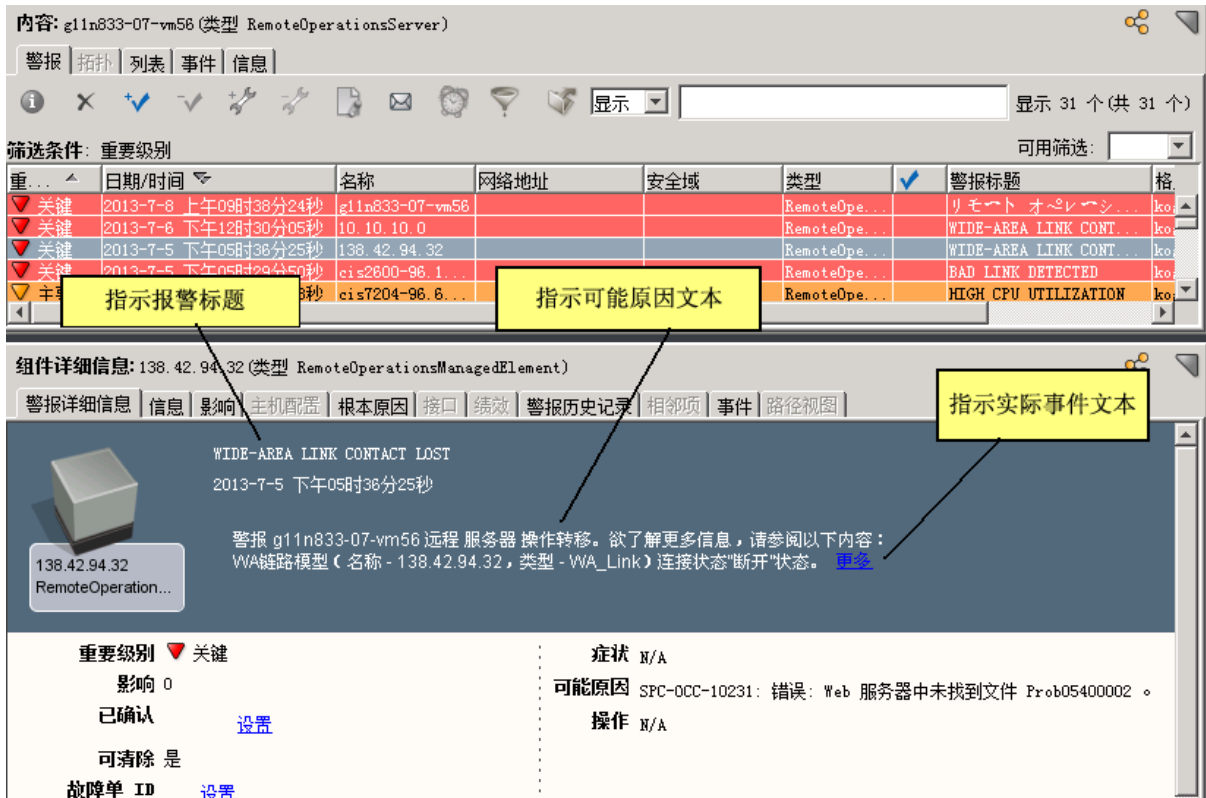 内容: g11n833-07-vm56(类型 RemoteOperationsServer)
警报 拓扑 列表 事件 信息
显示 显示 31 个(共 31 个)
筛选条件: 重要级别 可用筛选:
重... 日期/时间 名称 网络地址 安全域 类型 警报标题 格
关键 2013-7-8 上午09时38分24秒 g11n833-07-vm56 RemoteOpe... リモート オペレーシ... ko
关键 2013-7-6 下午12时30分05秒 10.10.10.0 RemoteOpe... WIDE-AREA LINK CONT... ko
关键 2013-7-5 下午05时36分25秒 138.42.94.32 RemoteOpe... WIDE-AREA LINK CONT... ko
关键 2013-7-5 下午05时29分50秒 cis2600-96.1... RemoteOpe... BAD LINK DETECTED ko
主 秒 cis7204-96.6... RemoteOpe... HIGH CPU UTILIZATION ko
指示报警标题
指示可能原因文本
组件详细信息: 138.42.94.32(类型 RemoteOperationsManagedElement)
警报详细信息 信息 影响 主机配置 根本原因 接口 绩效 警报历史记录 相邻项 事件 路径视图
指示实际事件文本
WIDE-AREA LINK CONTACT LOST
2013-7-5 下午05时36分25秒
警报 g11n833-07-vm56 远程 服务器 操作转移。欲了解更多信息，请参阅以下内容：
WA链路模型( 名称 - 138.42.94.32，类型 - WA_Link) 连接状态"断开"状态。 更多
138.42.94.32
RemoteOperation...
重要级别 关键
影响 0
已确认 设置
可清除 是
故障单 ID 设置
症状 N/A
可能原因 SPC-OCC-10231: 错误: Web 服务器中未找到文件 Prob05400002 。
操作 N/A